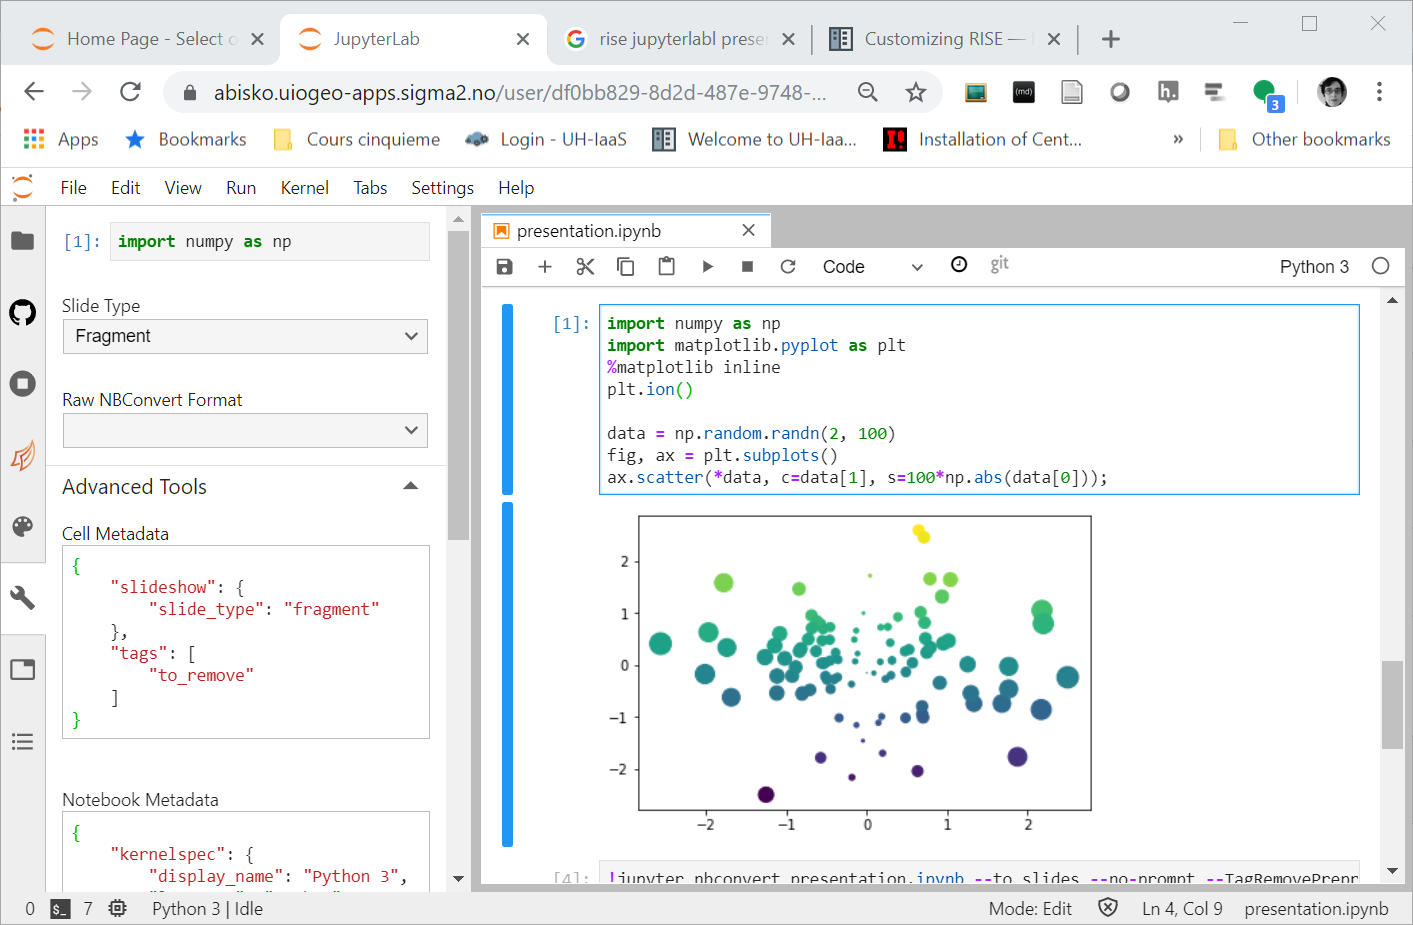 Home Page - Select o
JupyterLab
rise jupyterlabl prese
Customizing RISE —
abisko.uiogeo-apps.sigma2.no/user/df0bb829-8d2d-487e-9748-...
(md)
h.
3
Apps
Bookmarks
Cours cinquieme
Login - UH-IaaS
Welcome to UH-Iaa...
Installation of Cent...
»
Other bookmarks
File Edit View Run Kernel Tabs Settings Help
[1]: import numpy as np
Slide Type
Fragment
Raw NBConvert Format
Advanced Tools
Cell Metadata
{
"slideshow": {
"slide_type": "fragment"
},
"tags": [
"to_remove"
]
}
Notebook Metadata
{
"kernelspec": {
"display_name": "Python 3",
presentation.ipynb
Code
git
Python 3
[1]: import numpy as np
import matplotlib.pyplot as plt
%matplotlib inline
plt.ion()
data = np.random.randn(2, 100)
fig, ax = plt.subplots()
ax.scatter(*data, c=data[1], s=100*np.abs(data[0]));
2
1
0
−1
−2
−2 −1 0 1 2
[4]: !jupyter nbconvert presentation.ipynb --to slides --no-prompt --TagRemovePrepr
0 $_ 7 Python 3 | Idle
Mode: Edit Ln 4, Col 9 presentation.ipynb